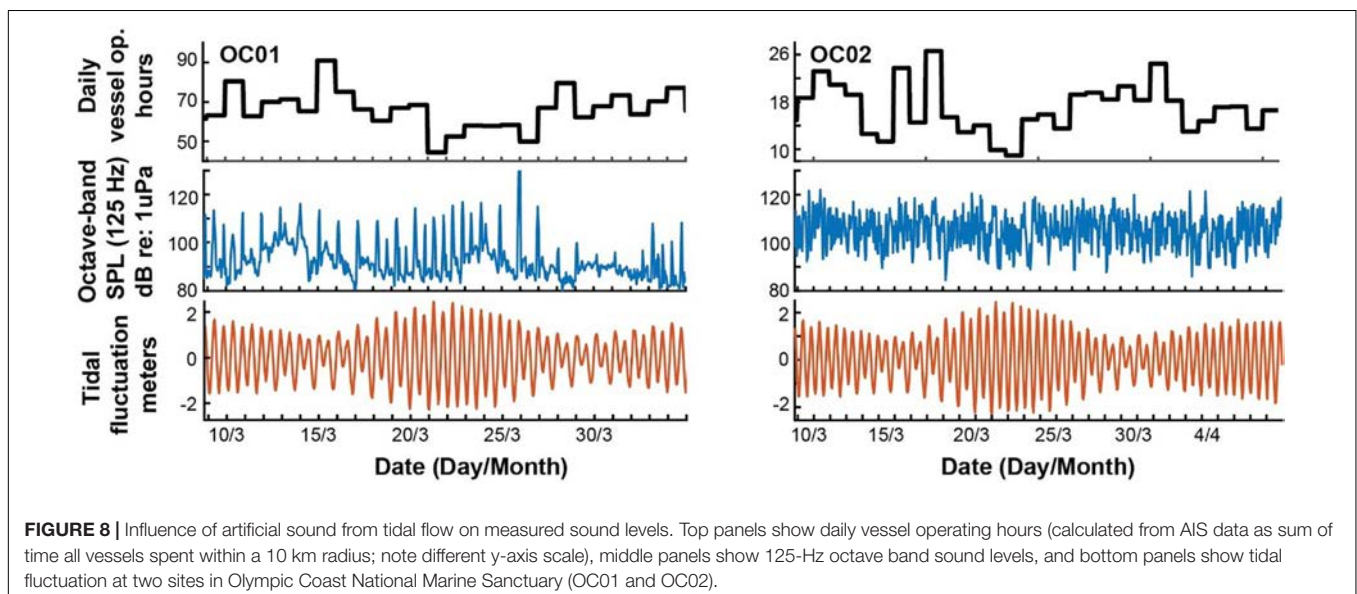 OC01
OC02
Daily
vessel op.
hours
90
70
50
26
18
10
Octave-band
SPL (125 Hz)
dB re: 1uPa
120
100
80
120
100
80
Tidal
fluctuation
meters
2
0
-2
2
0
-2
10/3 15/3 20/3 25/3 30/3
10/3 15/3 20/3 25/3 30/3 4/4
Date (Day/Month)
Date (Day/Month)
FIGURE 8 | Influence of artificial sound from tidal flow on measured sound levels. Top panels show daily vessel operating hours (calculated from AIS data as sum of
time all vessels spent within a 10 km radius; note different y-axis scale), middle panels show 125-Hz octave band sound levels, and bottom panels show tidal
fluctuation at two sites in Olympic Coast National Marine Sanctuary (OC01 and OC02).